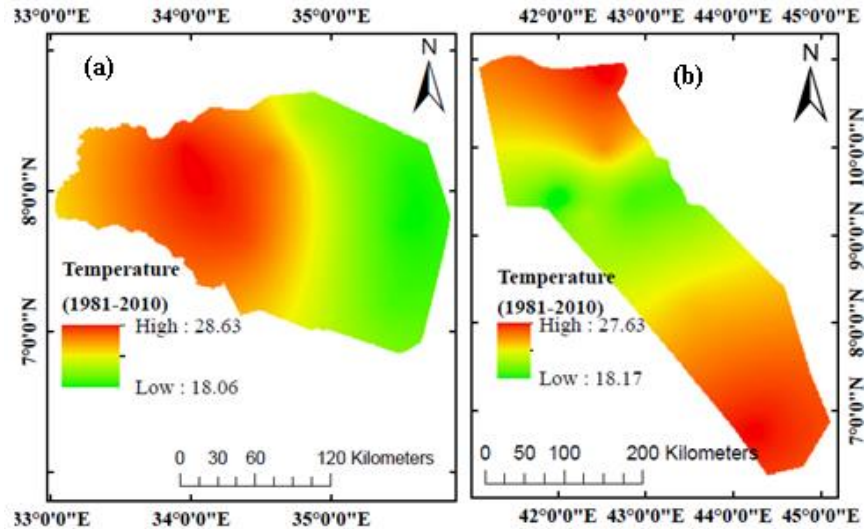 33°0'0"E 34°0'0"E 35°0'0"E
(a)
N
8°0'0"N
7°0'0"N
Temperature
(1981-2010)
High : 28.63
Low : 18.06
0 30 60 120 Kilometers
33°0'0"E 34°0'0"E 35°0'0"E
42°0'0"E 43°0'0"E 44°0'0"E 45°0'0"E
(b)
N
10°0'0"N
9°0'0"N
8°0'0"N
7°0'0"N
Temperature
(1981-2010)
High : 27.63
Low : 18.17
0 50 100 200 Kilometers
42°0'0"E 43°0'0"E 44°0'0"E 45°0'0"E